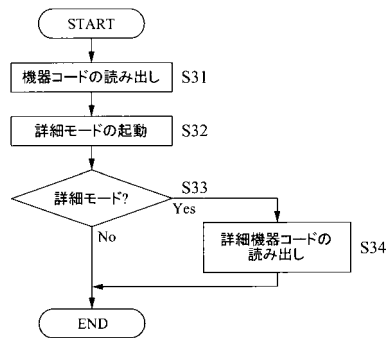 START
機器コードの読み出し S31
詳細モードの起動 S32
詳細モード? S33
Yes
No
詳細機器コードの
読み出し
S34
END